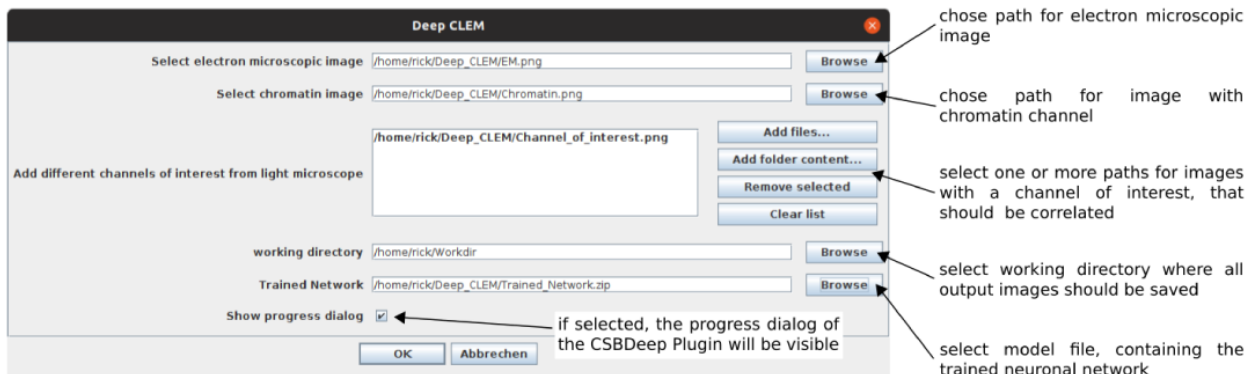 Deep CLEM
chose path for electron microscopic
image
Select electron microscopic image /home/rick/Deep_CLEM/EM.png Browse
Select chromatin image /home/rick/Deep_CLEM/Chromatin.png Browse
chose path for image with
chromatin channel
/home/rick/Deep_CLEM/Channel_of_interest.png
Add different channels of interest from light microscope
Add files...
Add folder content...
Remove selected
Clear list
select one or more paths for images
with a channel of interest, that
should be correlated
working directory /home/rick/Workdir Browse
select working directory where all
output images should be saved
Trained Network /home/rick/Deep_CLEM/Trained_Network.zip Browse
Show progress dialog
if selected, the progress dialog of
the CSBDeep Plugin will be visible
select model file, containing the
trained neuronal network
OK Abbrechen